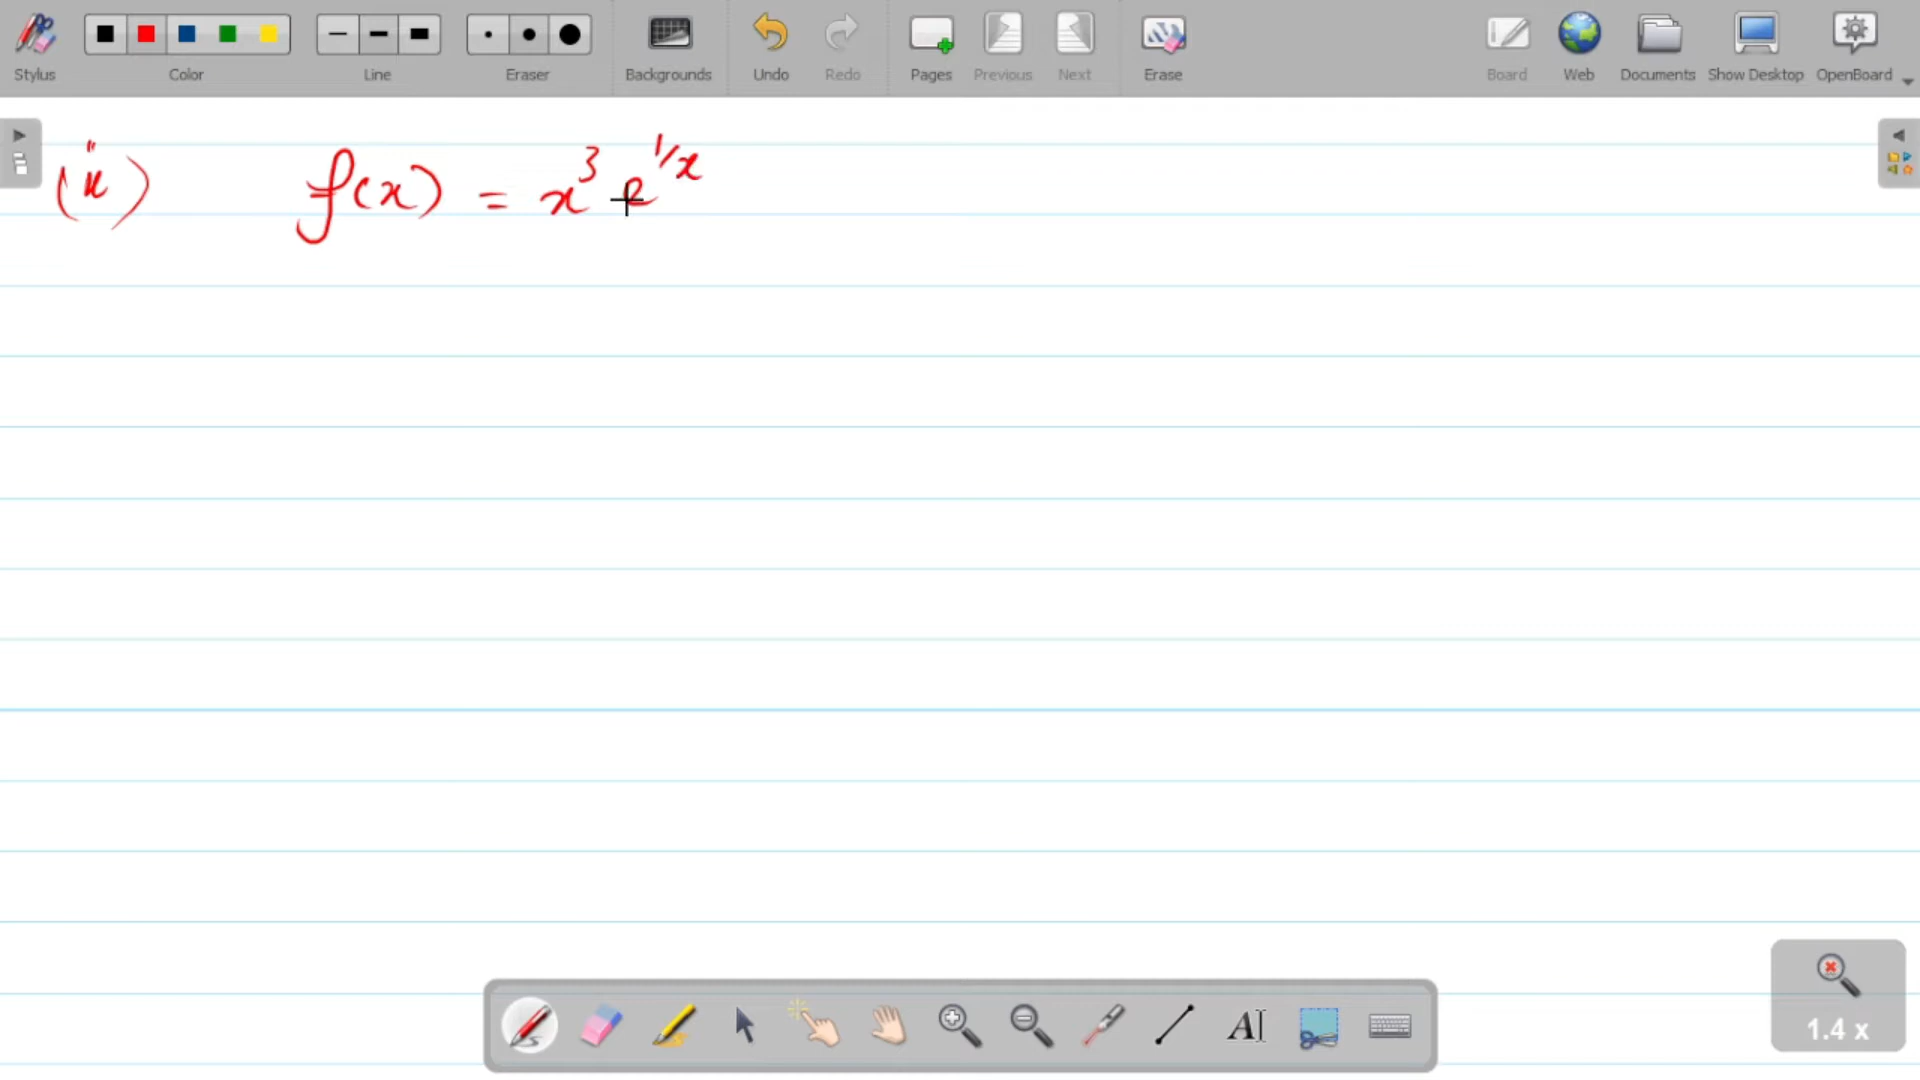 Stylus Color Line Eraser Backgrounds Undo Redo Pages Previous Next Erase Board Web Documents Show Desktop OpenBoard
(ii) f(x) = x³ e^{1/x}
1.4 x